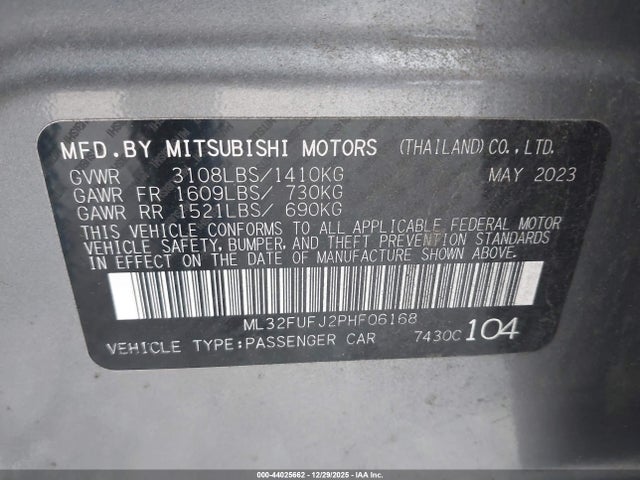 MFD.BY MITSUBISHI MOTORS (THAILAND)CO.,LTD.
GVWR 3108LBS/1410KG MAY 2023
GAWR FR 1609LBS/ 730KG
GAWR RR 1521LBS/ 690KG
THIS VEHICLE CONFORMS TO ALL APPLICABLE FEDERAL MOTOR
VEHICLE SAFETY, BUMPER, AND THEFT PREVENTION STANDARDS
IN EFFECT ON THE DATE OF MANUFACTURE SHOWN ABOVE.
ML32FUFJ2PHF06168
VEHICLE TYPE:PASSENGER CAR 7430C 104
000-44025662 - 12/29/2025 - IAAI.CA